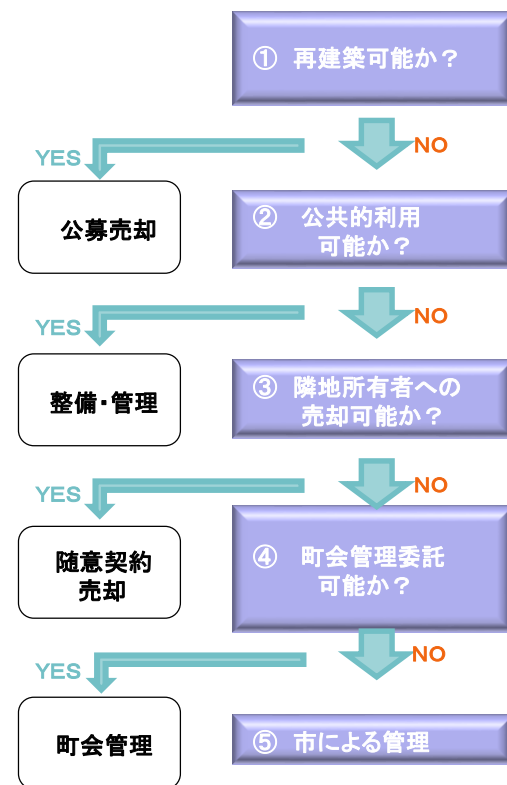 ① 再建築可能か？
YES
NO
公募売却
② 公共的利用
可能か？
YES
NO
整備・管理
③ 隣地所有者への
売却可能か？
YES
NO
随意契約
売却
④ 町会管理委託
可能か？
YES
NO
町会管理
⑤ 市による管理